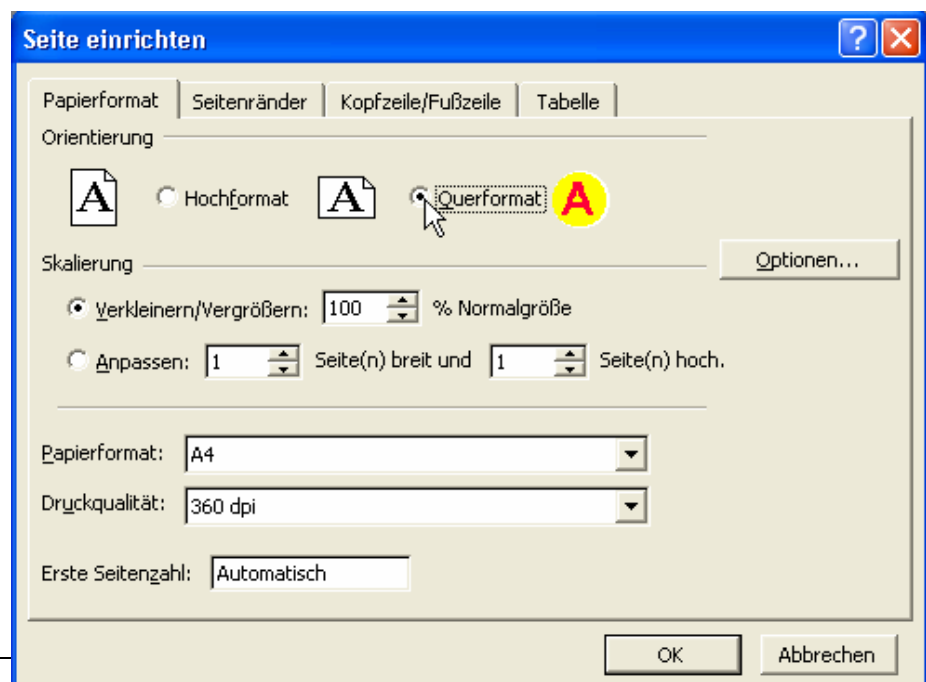 Seite einrichten ?
Papierformat Seitenränder Kopfzeile/Fußzeile Tabelle
Orientierung
A Hochformat A Querformat A
Optionen...
Skalierung
Verkleinern/Vergrößern: 100 % Normalgröße
Anpassen: 1 Seite(n) breit und 1 Seite(n) hoch.
Papierformat: A4
Druckqualität: 360 dpi
Erste Seitenzahl: Automatisch
OK Abbrechen